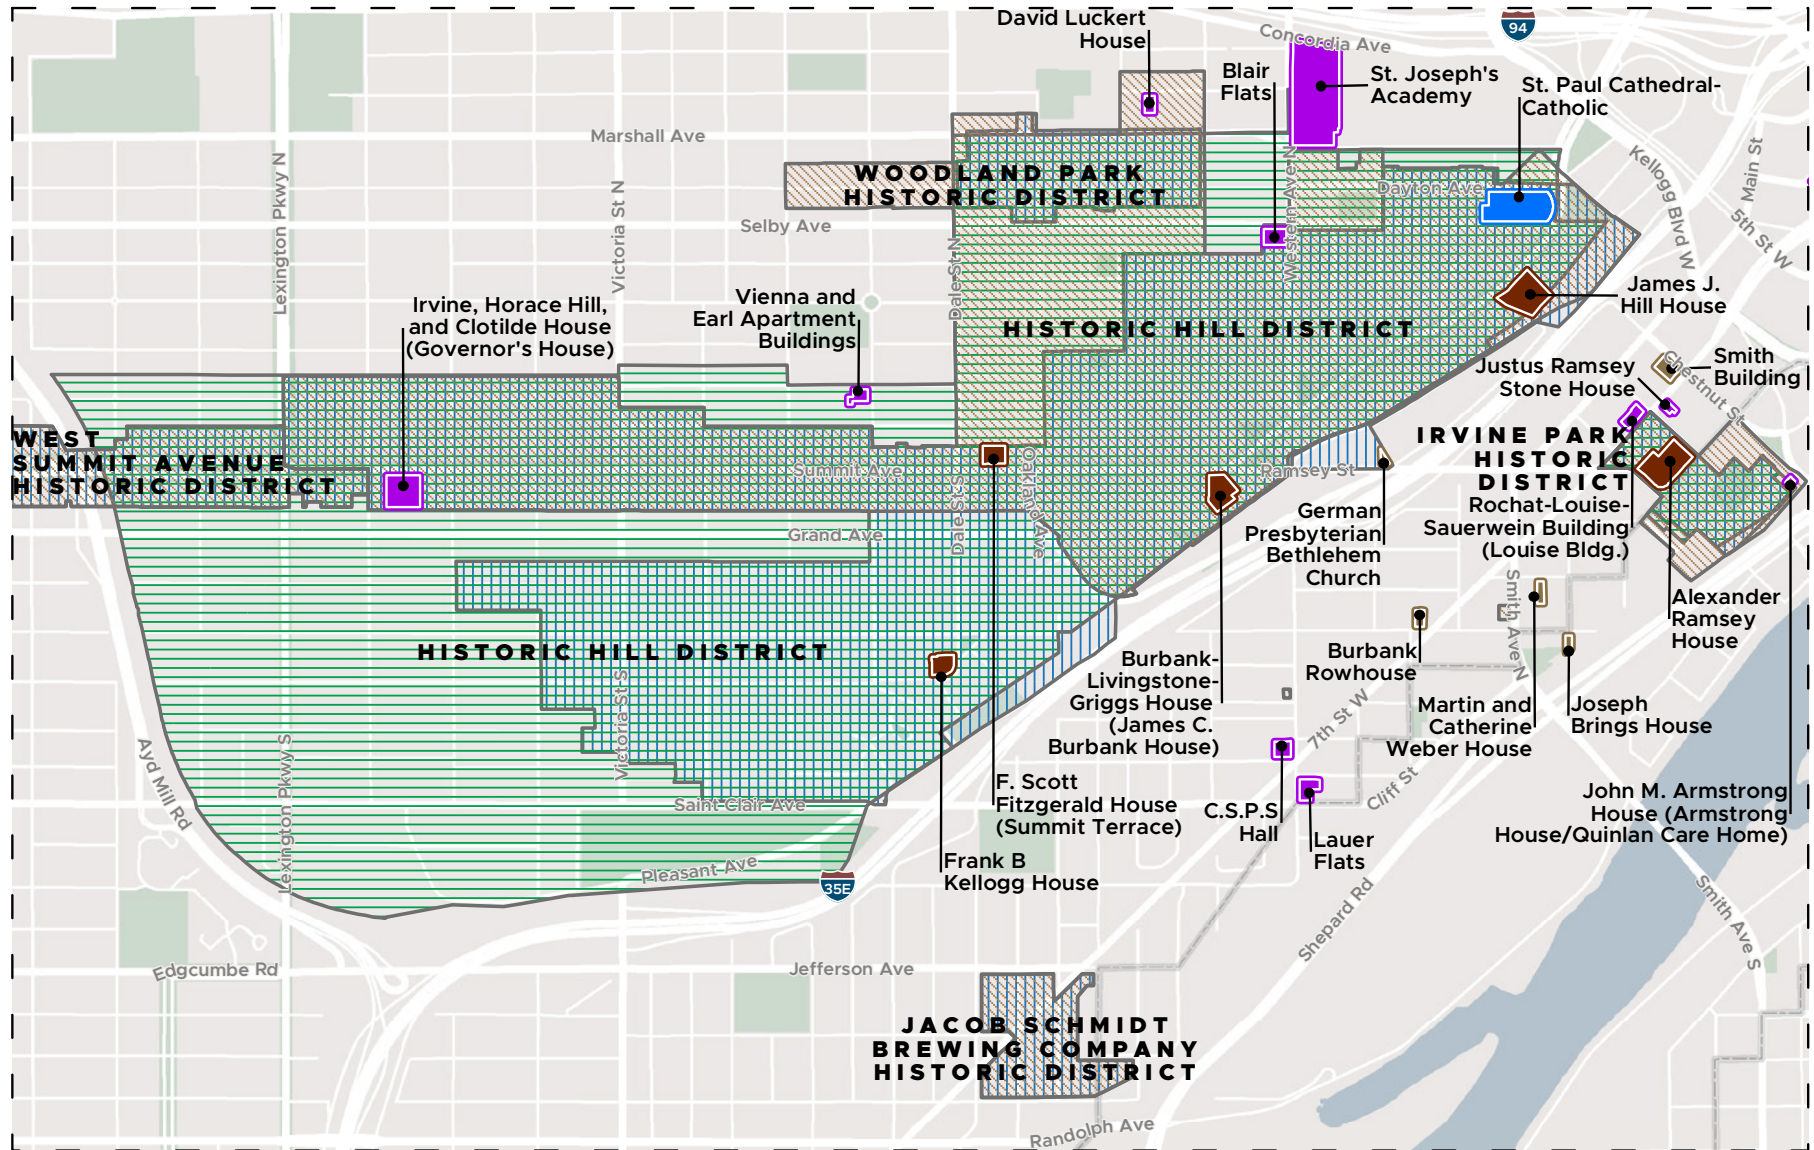 David Luckert
House
Concordia Ave
94
Blair
Flats
St. Joseph's
Academy
St. Paul Cathedral-
Catholic
Marshall Ave
Kellogg Blvd W
Main St
5th St W
WOODLAND PARK
HISTORIC DISTRICT
Dayton Ave
Western Ave N
Lexington Pkwy N
Victoria St N
Selby Ave
Dale St N
James J.
Hill House
Irvine, Horace Hill,
and Clotilde House
(Governor's House)
Vienna and
Earl Apartment
Buildings
HISTORIC HILL DISTRICT
Justus Ramsey
Stone House
Smith
Building
Chestnut St
WEST
SUMMIT AVENUE
HISTORIC DISTRICT
Summit Ave
Oakland Ave
Ramsey St
IRVINE PARK
HISTORIC
DISTRICT
Rochat-Louise-
Sauerwein Building
(Louise Bldg.)
German
Presbyterian
Bethlehem
Church
Grand Ave
Dale St S
Smith Ave N
Alexander
Ramsey
House
HISTORIC HILL DISTRICT
Victoria St S
Burbank-
Livingstone-
Griggs House
(James C.
Burbank House)
Burbank
Rowhouse
Martin and
Catherine
Weber House
Joseph
Brings House
7th St W
Cliff St
Ayd Mill Rd
Lexington Pkwy S
Saint Clair Ave
F. Scott
Fitzgerald House
(Summit Terrace)
C.S.P.S
Hall
Lauer
Flats
John M. Armstrong
House (Armstrong
House/Quinlan Care Home)
Pleasant Ave
35E
Frank B
Kellogg House
Shepard Rd
Smith Ave S
Edgcumbe Rd
Jefferson Ave
JACOB SCHMIDT
BREWING COMPANY
HISTORIC DISTRICT
Randolph Ave